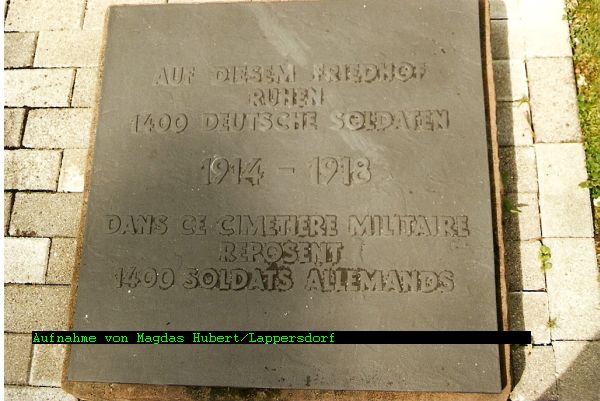 AUF DIESEM FRIEDHOF
RUHEN
1400 DEUTSCHE SOLDATEN
1914 - 1918
DANS CE CIMETIERE MILITAIRE
REPOSENT
1400 SOLDATS ALLEMANDS
Aufnahme von Magdas Hubert/Lappersdorf